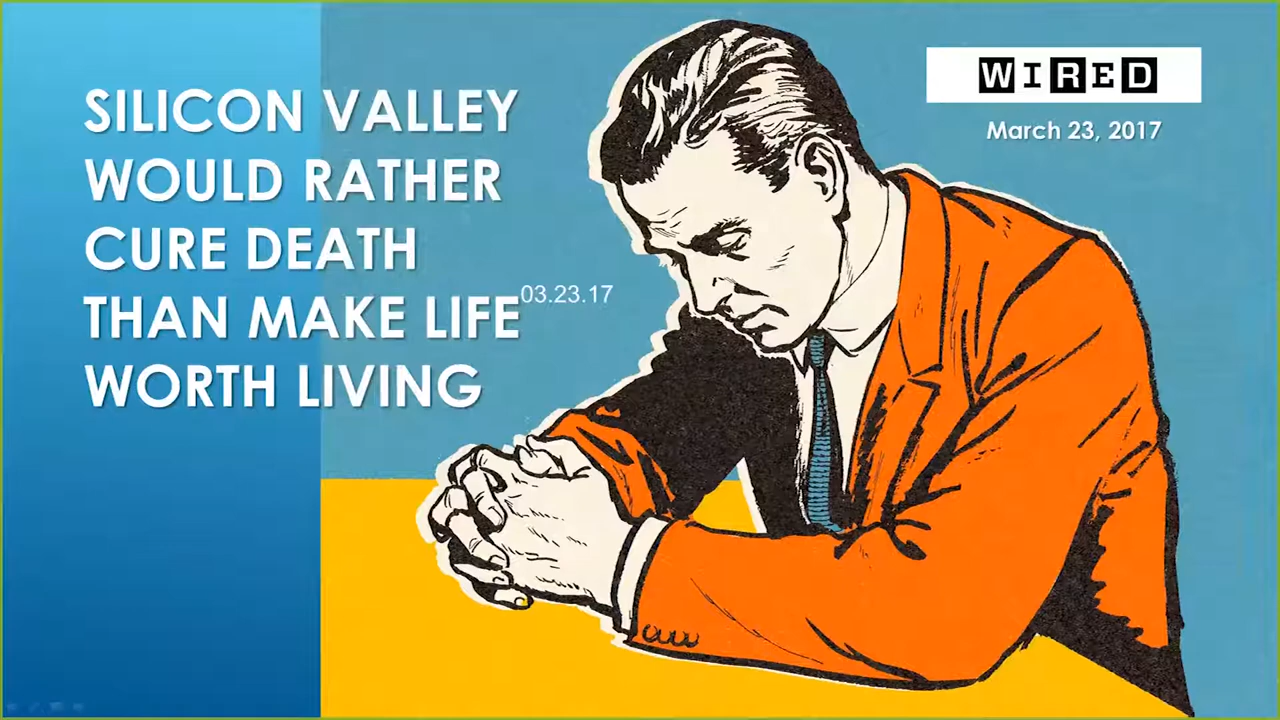 SILICON VALLEY
WOULD RATHER
CURE DEATH
THAN MAKE LIFE
WORTH LIVING
03.23.17
WIRED
March 23, 2017